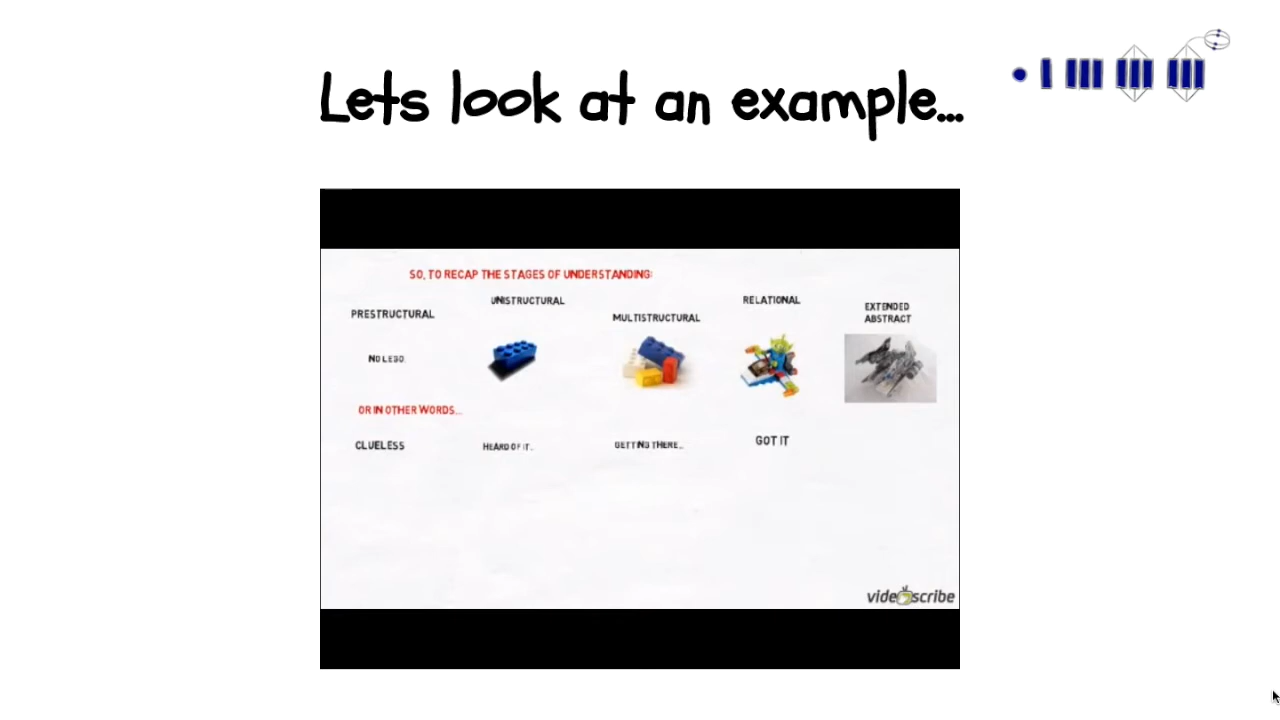 Lets look at an example...
SO, TO RECAP THE STAGES OF UNDERSTANDING:
PRESTRUCTURAL
UNISTRUCTURAL
MULTISTRUCTURAL
RELATIONAL
EXTENDED
ABSTRACT
NO LEGO
OR IN OTHER WORDS...
CLUELESS
HEARD OF IT..
GETTING THERE...
GOT IT
videoscribe